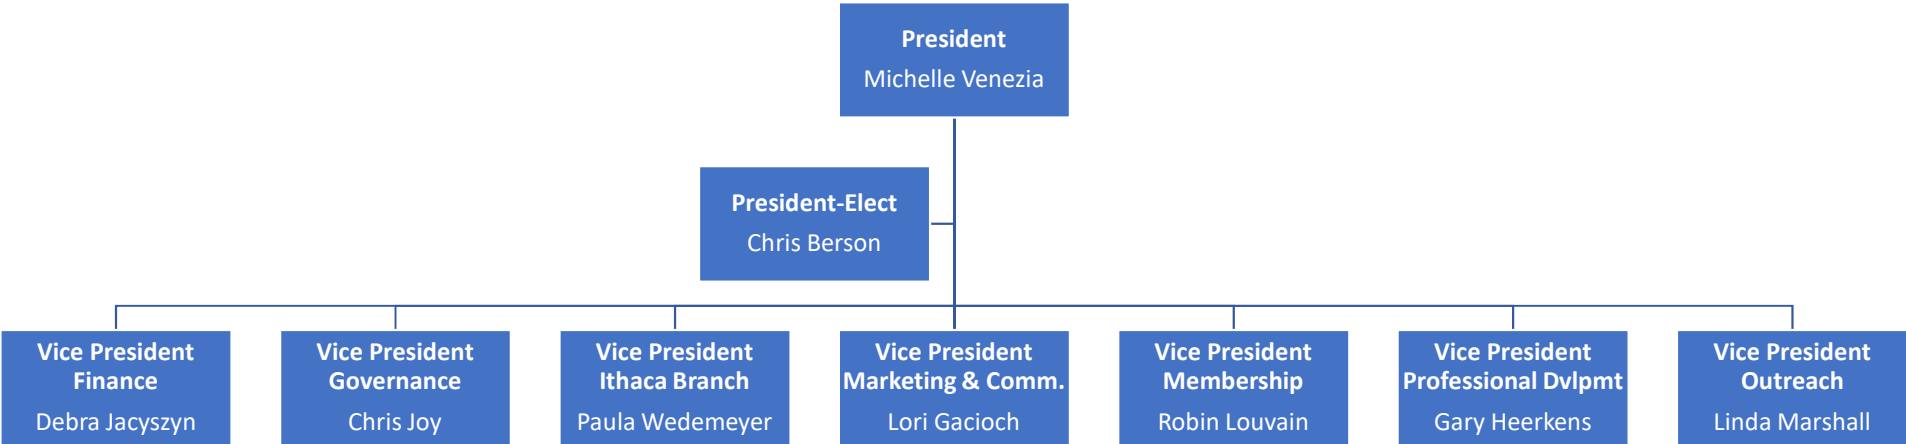 President
Michelle Venezia
President-Elect
Chris Berson
Vice President
Finance
Debra Jacyszyn
Vice President
Governance
Chris Joy
Vice President
Ithaca Branch
Paula Wedemeyer
Vice President
Marketing & Comm.
Lori Gacioch
Vice President
Membership
Robin Louvain
Vice President
Professional Dvlpmt
Gary Heerkens
Vice President
Outreach
Linda Marshall